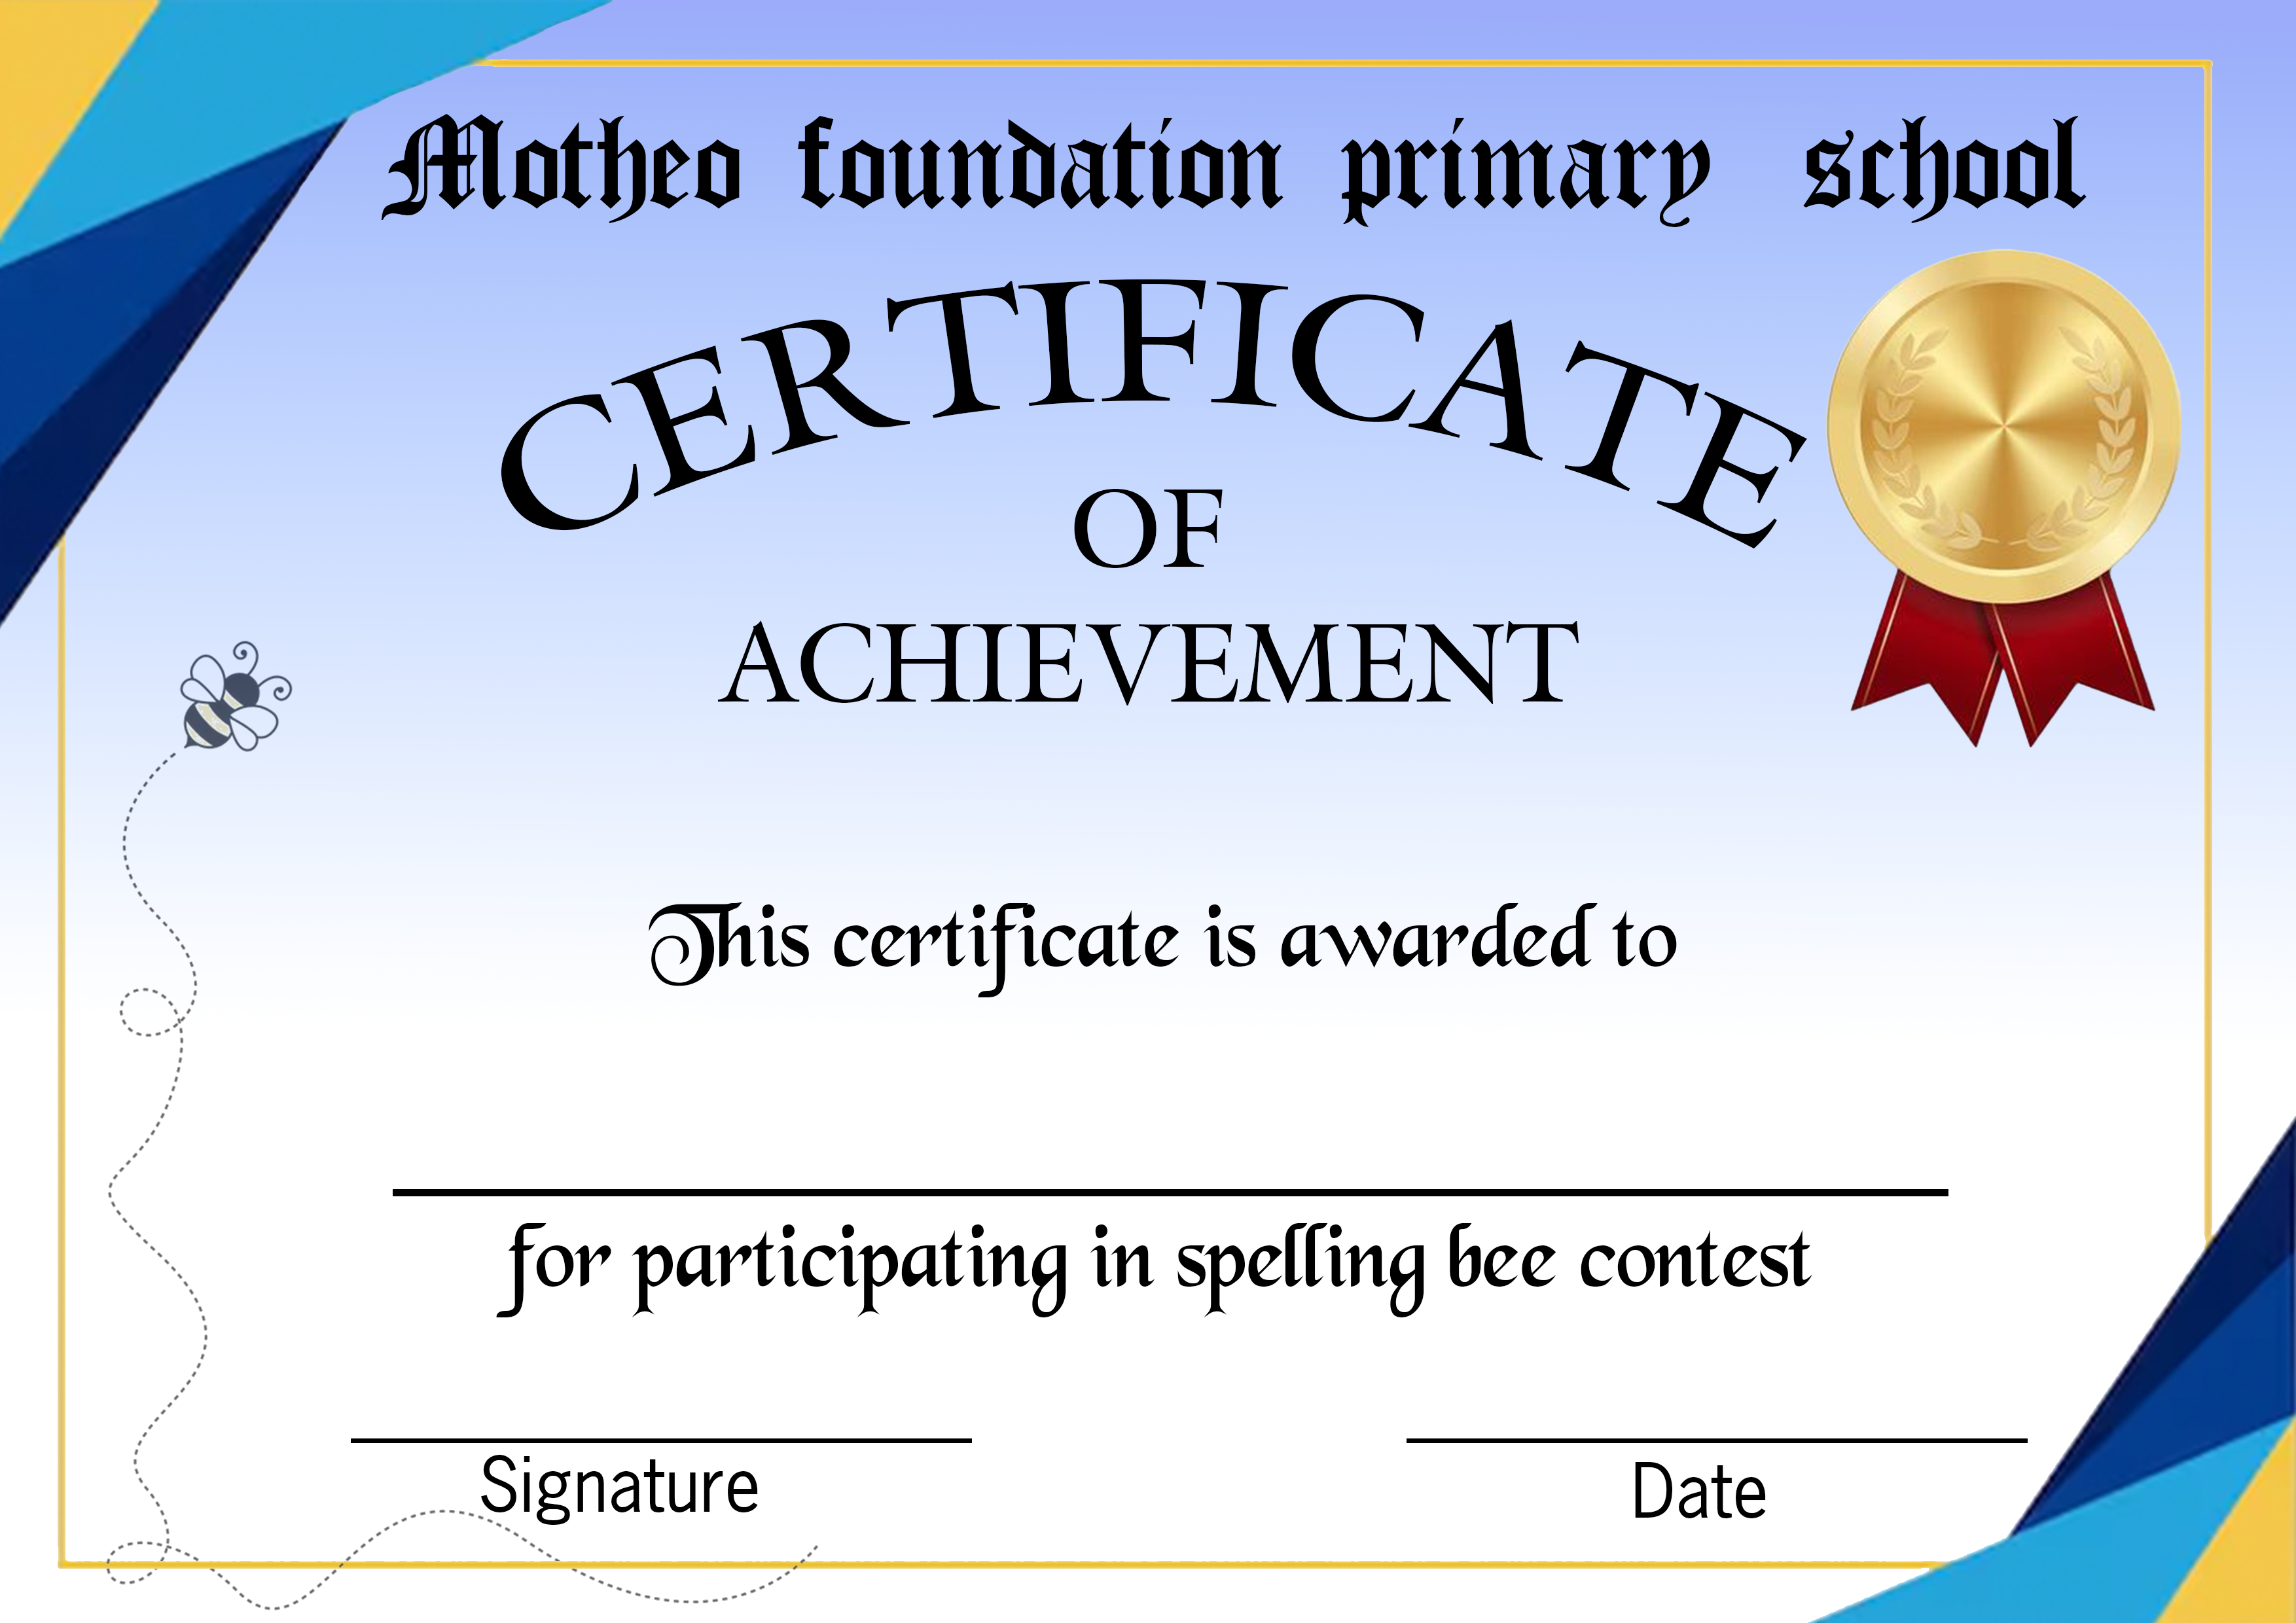 Motheo foundation primary school
CERTIFICATE
OF
ACHIEVEMENT
This certificate is awarded to
for participating in spelling bee contest
Signature
Date